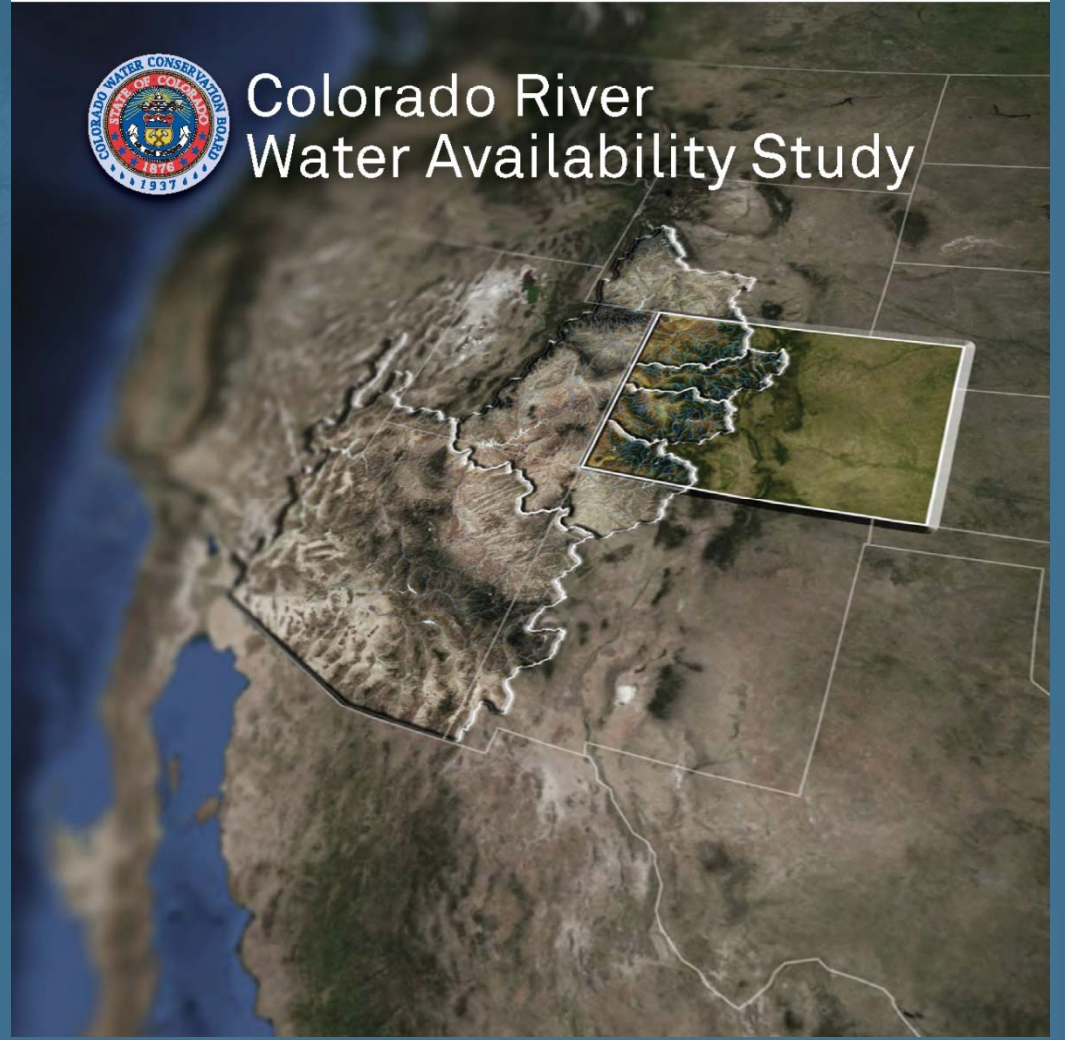 COLORADO WATER CONSERVATION BOARD
STATE OF COLORADO
1876
1937
Colorado River
Water Availability Study